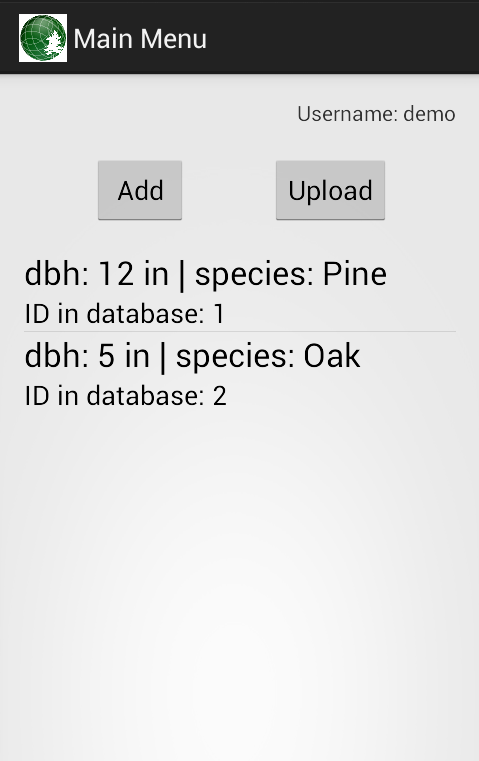 Main Menu
Username: demo
Add
Upload
dbh: 12 in | species: Pine
ID in database: 1
dbh: 5 in | species: Oak
ID in database: 2